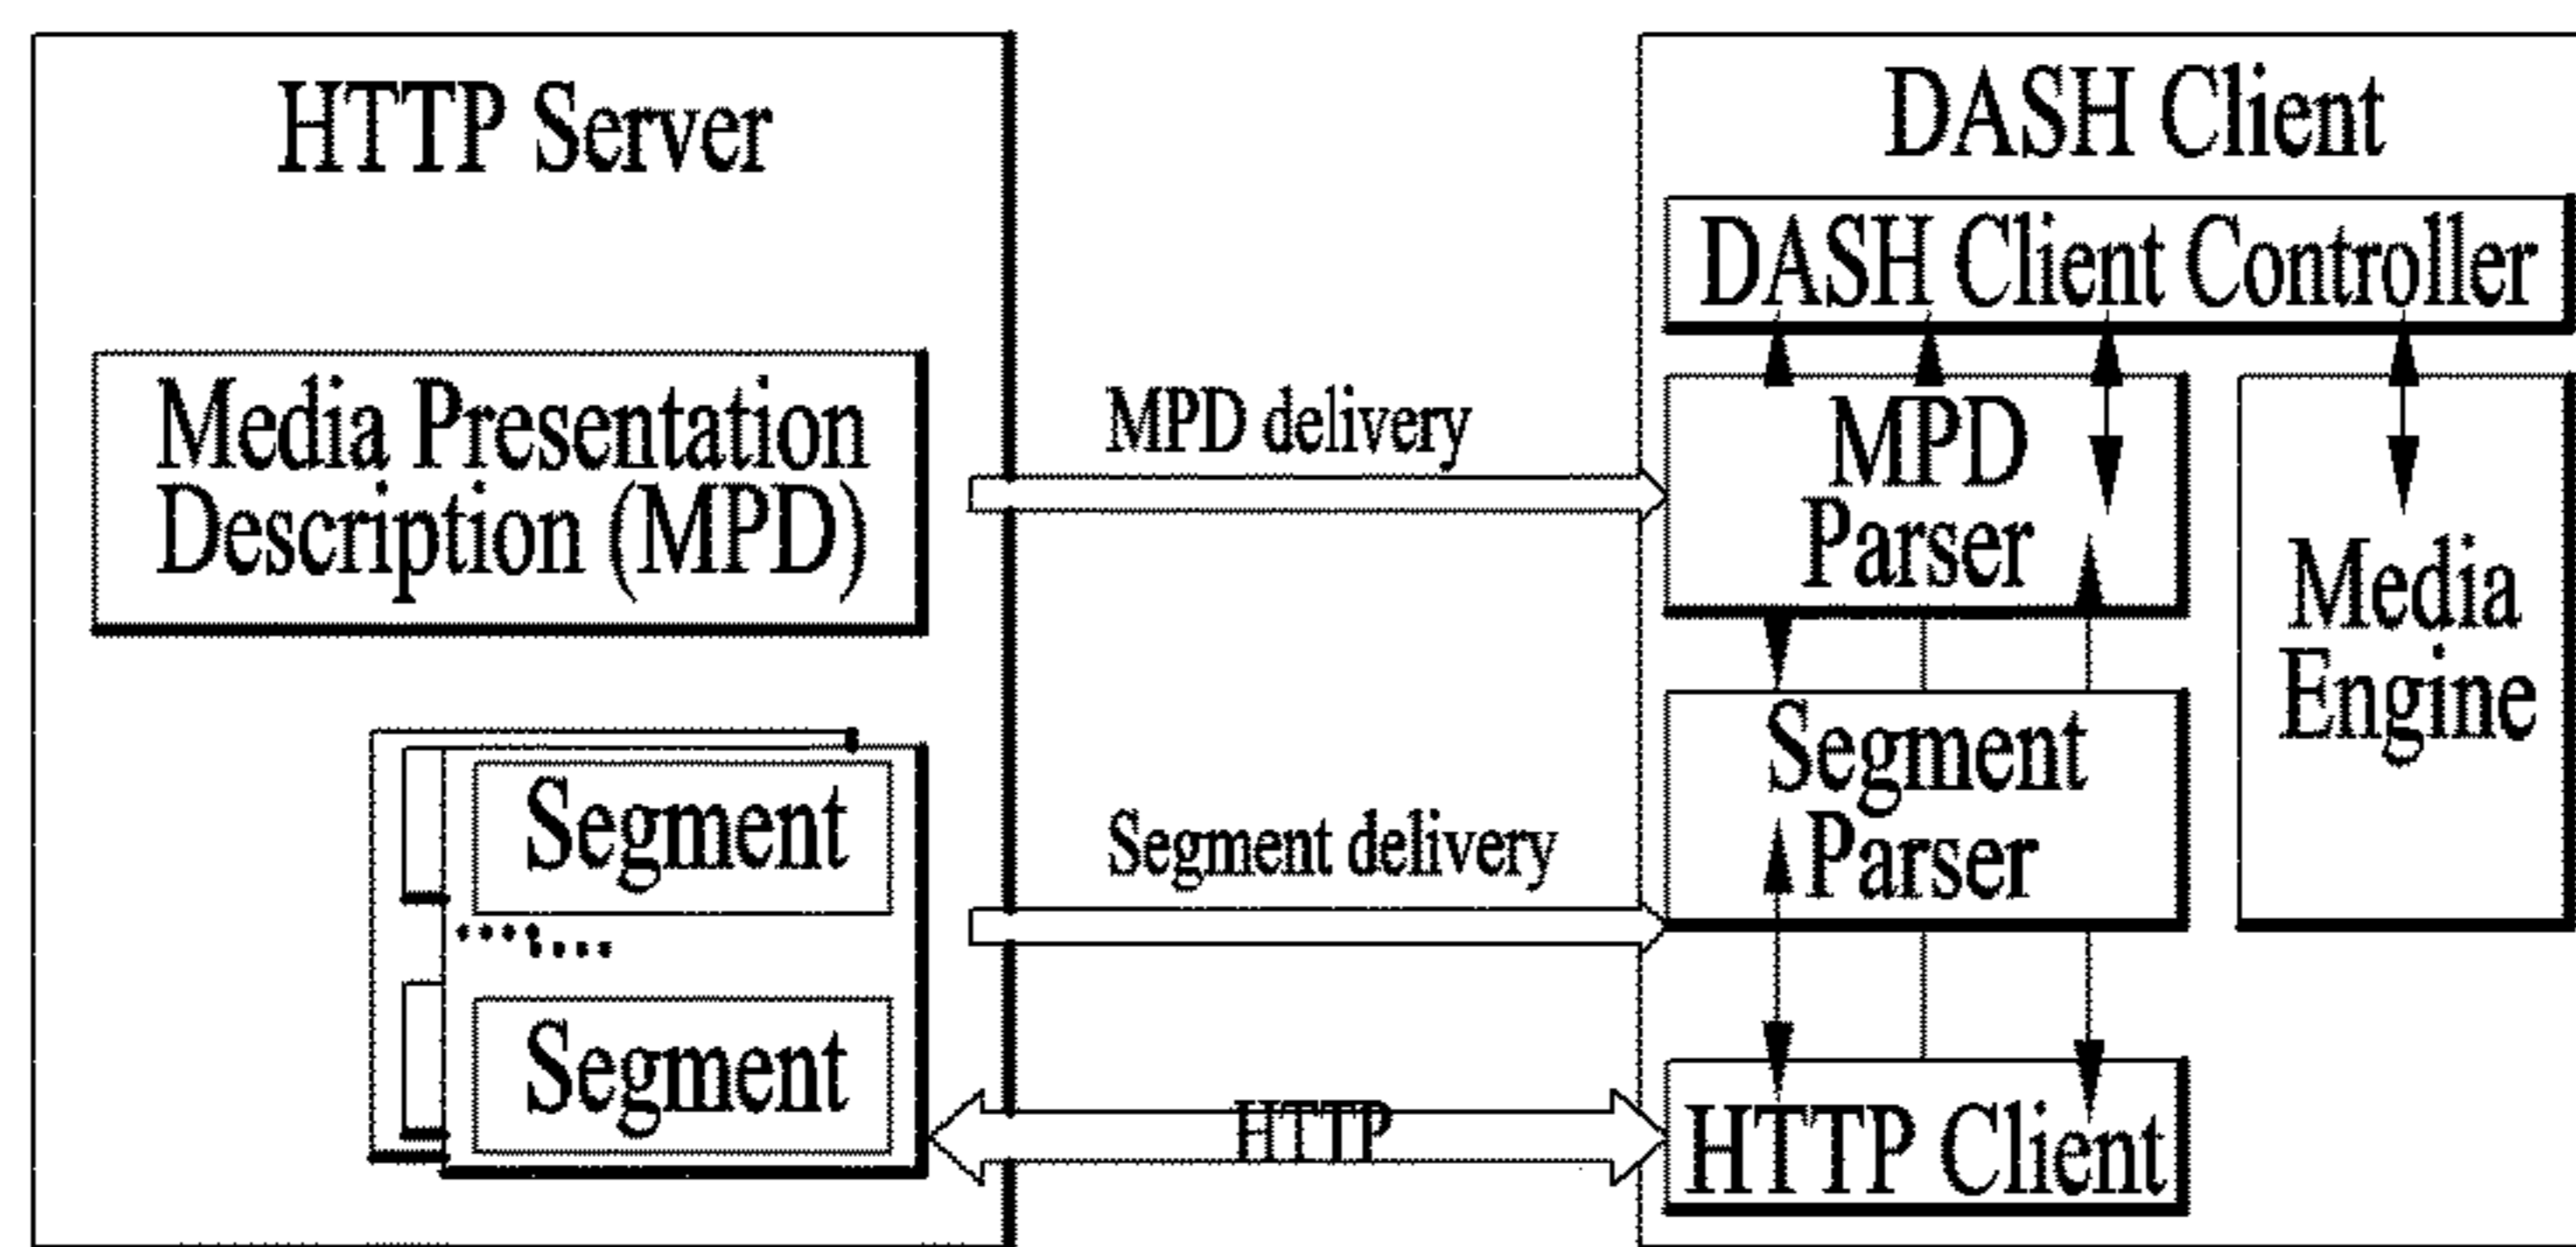 HTTP Server
Media Presentation
Description (MPD)
Segment
Segment
MPD delivery
Segment delivery
HTTP
DASH Client
DASH Client Controller
MPD
Parser
Segment
Parser
HTTP Client
Media
Engine